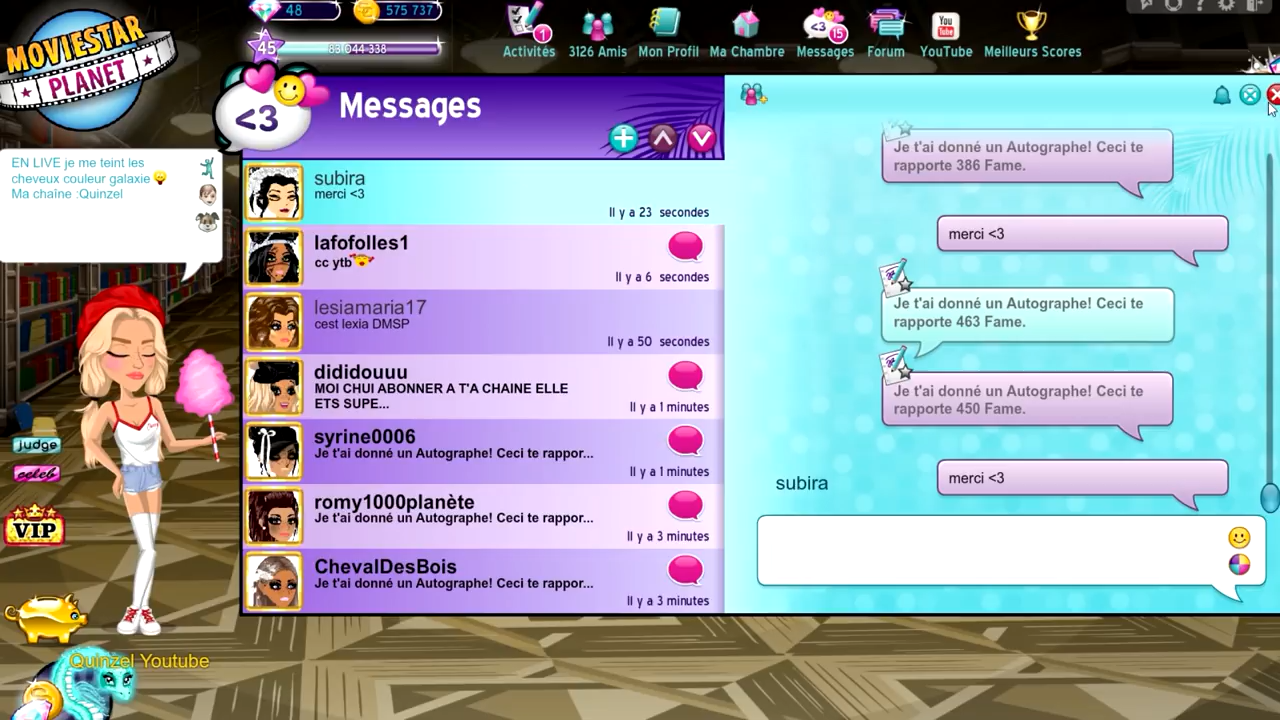 MOVIESTAR
PLANET
48
575 737
45
83 044 338
1
<3
15
You
Tube
Activités
3126 Amis
Mon Profil
Ma Chambre
Messages
Forum
YouTube
Meilleurs Scores
EN LIVE je me teint les
cheveux couleur galaxie
Ma chaîne :Quinzel
judge
celeb
VIP
Quinzel Youtube
<3
Messages
subira
merci <3
Il y a 23 secondes
lafofolles1
cc ytb
Il y a 6 secondes
lesiamaria17
cest lexia DMSP
Il y a 50 secondes
dididouuu
MOI CHUI ABONNER A T'A CHAINE ELLE
ETS SUPE...
Il y a 1 minutes
syrine0006
Je t'ai donné un Autographe! Ceci te rappor...
Il y a 1 minutes
romy1000planète
Je t'ai donné un Autographe! Ceci te rappor...
Il y a 3 minutes
ChevalDesBois
Je t'ai donné un Autographe! Ceci te rappor...
Il y a 3 minutes
Je t'ai donné un Autographe! Ceci te
rapporte 386 Fame.
merci <3
Je t'ai donné un Autographe! Ceci te
rapporte 463 Fame.
Je t'ai donné un Autographe! Ceci te
rapporte 450 Fame.
subira
merci <3